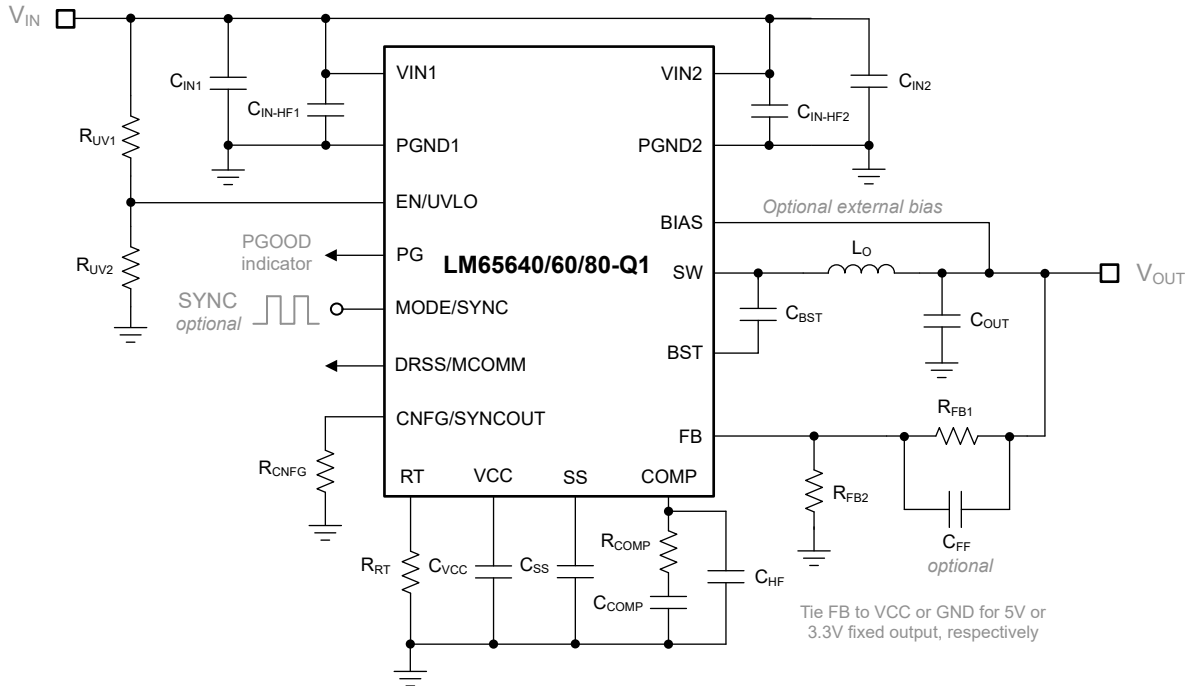 VIN
VIN1
VIN2
CIN1
CIN-HF1
CIN-HF2
CIN2
RUV1
PGND1
PGND2
EN/UVLO
Optional external bias
BIAS
PGOOD
indicator
PG
LM65640/60/80-Q1
SW
LO
VOUT
RUV2
SYNC
optional
MODE/SYNC
CBST
COUT
BST
DRSS/MCOMM
CNFG/SYNCOUT
FB
RFB1
RCNFG
RT
VCC
SS
COMP
RFB2
CFF
optional
RRT
CVCC
CSS
RCOMP
CCOMP
CHF
Tie FB to VCC or GND for 5V or
3.3V fixed output, respectively